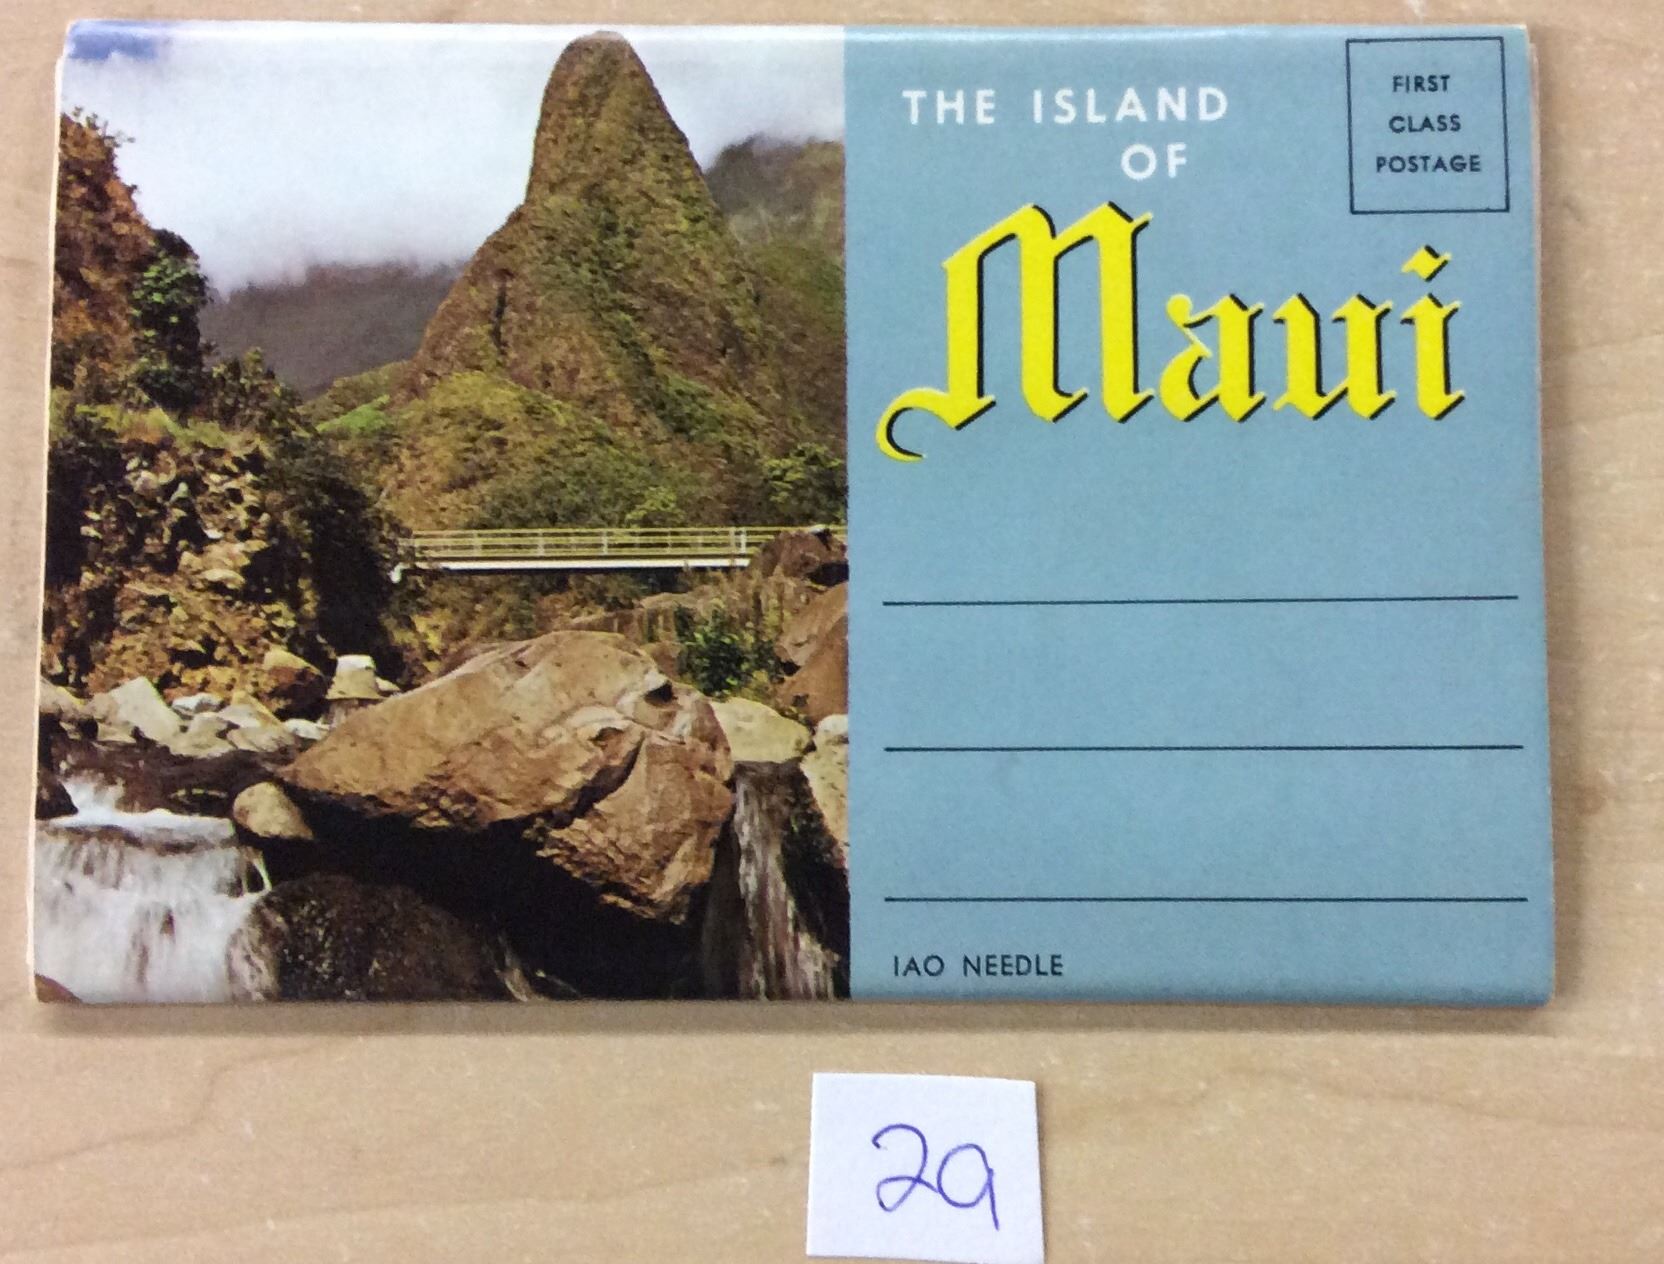 THE ISLAND
OF
Maui
FIRST
CLASS
POSTAGE
IAO NEEDLE
29